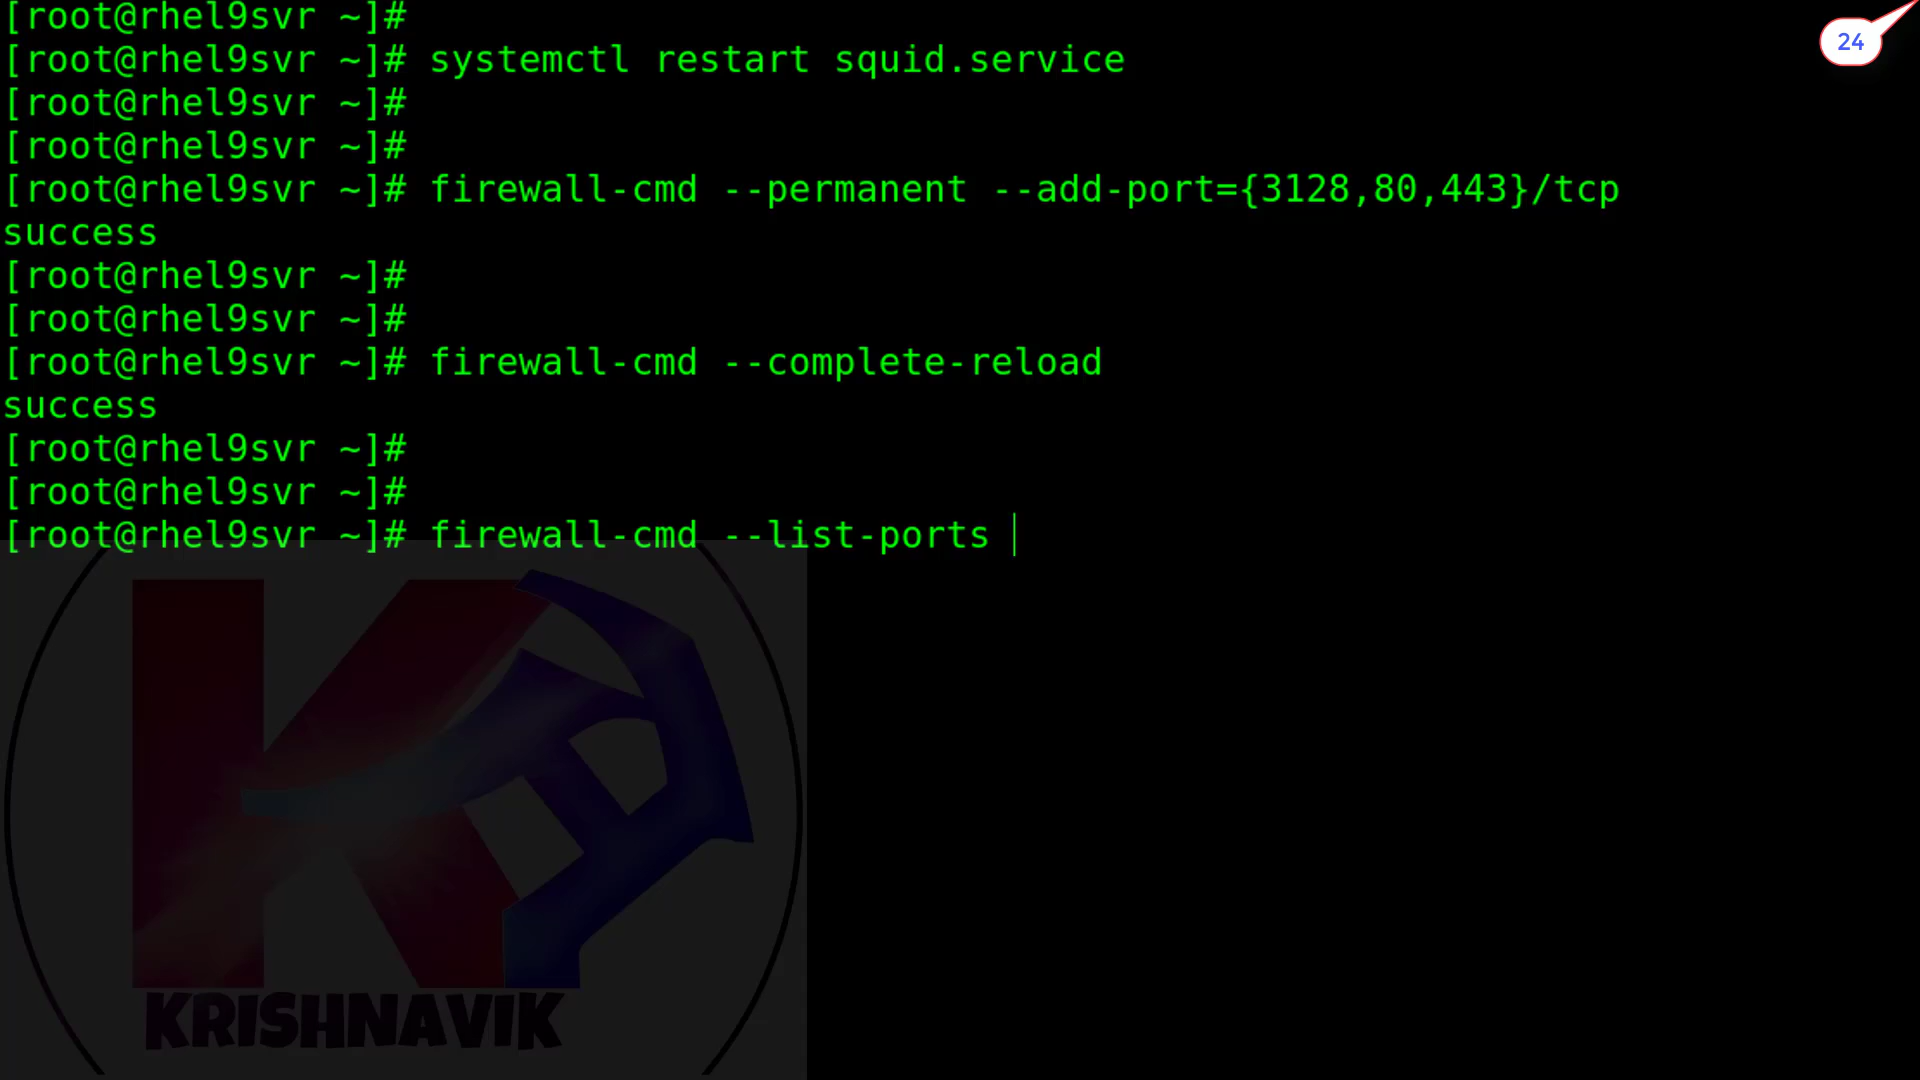 [root@rhel9svr ~]#
[root@rhel9svr ~]# systemctl restart squid.service
[root@rhel9svr ~]#
[root@rhel9svr ~]#
[root@rhel9svr ~]# firewall-cmd --permanent --add-port={3128,80,443}/tcp
success
[root@rhel9svr ~]#
[root@rhel9svr ~]#
[root@rhel9svr ~]# firewall-cmd --complete-reload
success
[root@rhel9svr ~]#
[root@rhel9svr ~]#
[root@rhel9svr ~]# firewall-cmd --list-ports
24
KRISHNAVIK